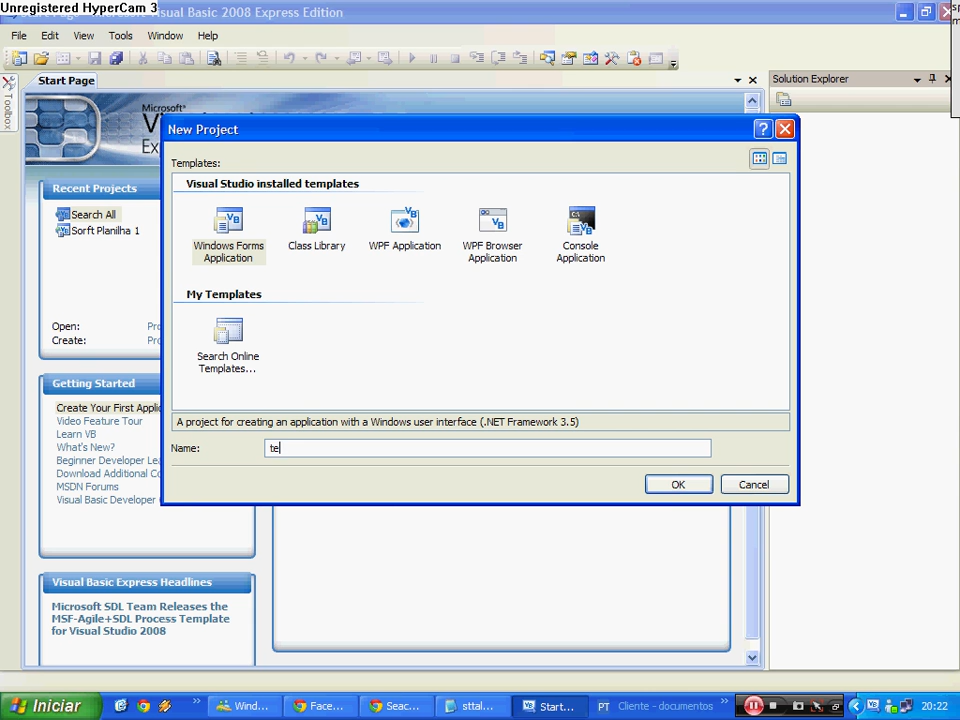 Unregistered HyperCam 3
Microsoft Visual Basic 2008 Express Edition
File Edit View Tools Window Help
Start Page
Solution Explorer
Toolbox
Microsoft®
New Project
Templates:
Visual Studio installed templates
Windows Forms Application
Class Library
WPF Application
WPF Browser Application
Console Application
My Templates
Search Online Templates...
A project for creating an application with a Windows user interface (.NET Framework 3.5)
Name:
te
OK
Cancel
Recent Projects
Search All
Sorft Planilha 1
Open:
Create:
Getting Started
Create Your First Applic
Video Feature Tour
Learn VB
What's New?
Beginner Developer Lea
Download Additional Co
MSDN Forums
Visual Basic Developer
Visual Basic Express Headlines
Microsoft SDL Team Releases the
MSF-Agile+SDL Process Template
for Visual Studio 2008
Iniciar
Wind...
Face...
Seac...
sttal...
Start...
PT
Cliente - documentos
20:22